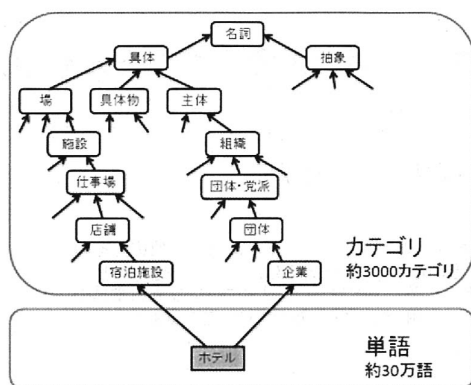 名詞
具体
抽象
場
具体物
主体
施設
組織
仕事場
団体・党派
店舗
団体
カテゴリ
約3000カテゴリ
宿泊施設
企業
単語
約30万語
ホテル